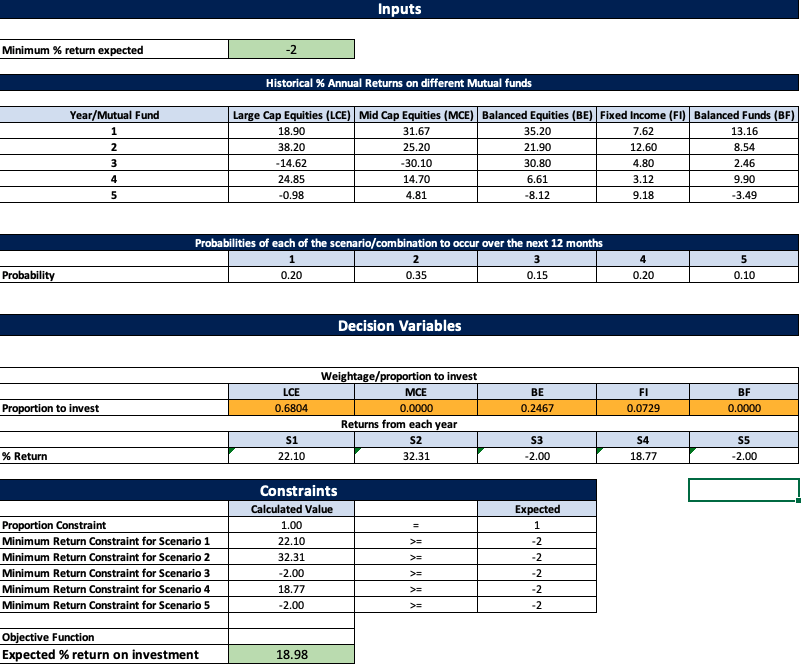 Inputs
Minimum % return expected -2
Historical % Annual Returns on different Mutual funds
Year/Mutual Fund Large Cap Equities (LCE) Mid Cap Equities (MCE) Balanced Equities (BE) Fixed Income (FI) Balanced Funds (BF)
1 18.90 31.67 35.20 7.62 13.16
2 38.20 25.20 21.90 12.60 8.54
3 -14.62 -30.10 30.80 4.80 2.46
4 24.85 14.70 6.61 3.12 9.90
5 -0.98 4.81 -8.12 9.18 -3.49
Probabilities of each of the scenario/combination to occur over the next 12 months
1 2 3 4 5
Probability 0.20 0.35 0.15 0.20 0.10
Decision Variables
Weightage/proportion to invest
LCE MCE BE FI BF
Proportion to invest 0.6804 0.0000 0.2467 0.0729 0.0000
Returns from each year
S1 S2 S3 S4 S5
% Return 22.10 32.31 -2.00 18.77 -2.00
Constraints
Calculated Value Expected
Proportion Constraint 1.00 = 1
Minimum Return Constraint for Scenario 1 22.10 >= -2
Minimum Return Constraint for Scenario 2 32.31 >= -2
Minimum Return Constraint for Scenario 3 -2.00 >= -2
Minimum Return Constraint for Scenario 4 18.77 >= -2
Minimum Return Constraint for Scenario 5 -2.00 >= -2
Objective Function
Expected % return on investment 18.98